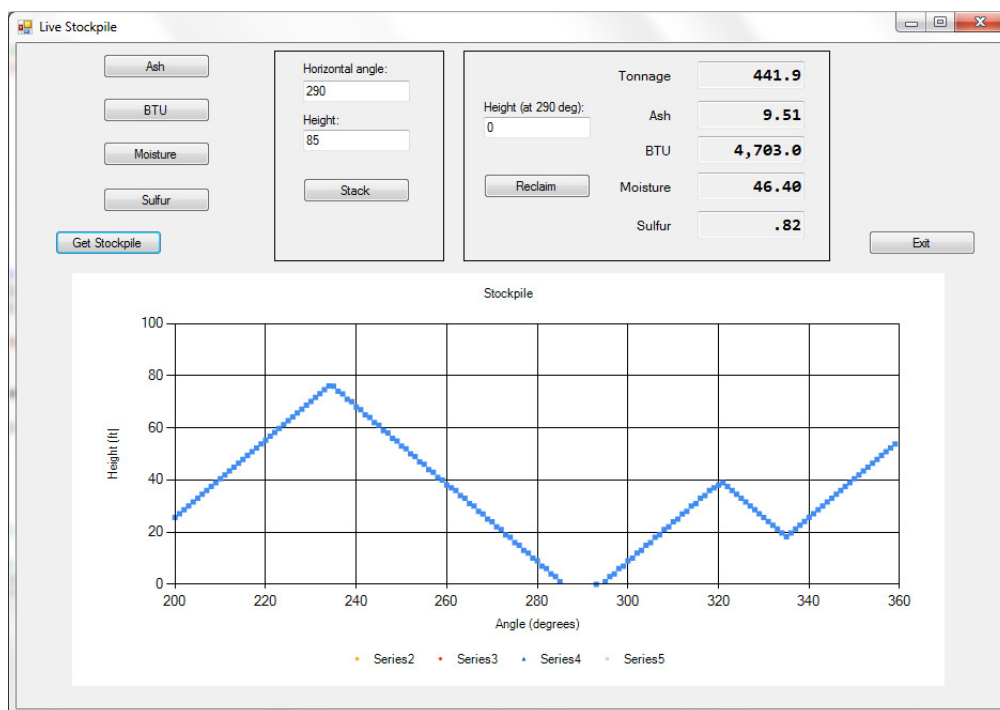 Live Stockpile
Ash
BTU
Moisture
Sulfur
Get Stockpile
Horizontal angle:
290
Height:
85
Stack
Height (at 290 deg):
0
Reclaim
Tonnage 441.9
Ash 9.51
BTU 4,703.0
Moisture 46.40
Sulfur .82
Exit
Stockpile
Height [ft]
100
80
60
40
20
0
200 220 240 260 280 300 320 340 360
Angle (degrees)
Series2 Series3 Series4 Series5